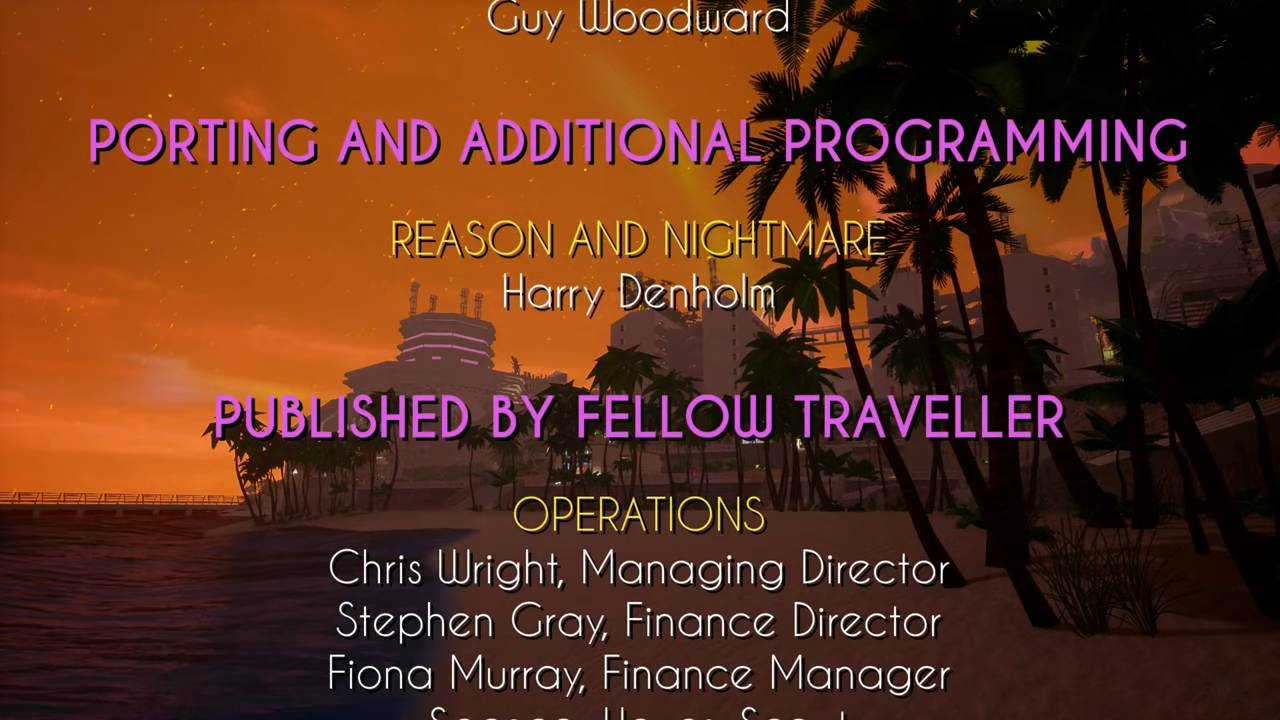 Guy Woodward
PORTING AND ADDITIONAL PROGRAMMING
REASON AND NIGHTMARE
Harry Denholm
PUBLISHED BY FELLOW TRAVELLER
OPERATIONS
Chris Wright, Managing Director
Stephen Gray, Finance Director
Fiona Murray, Finance Manager